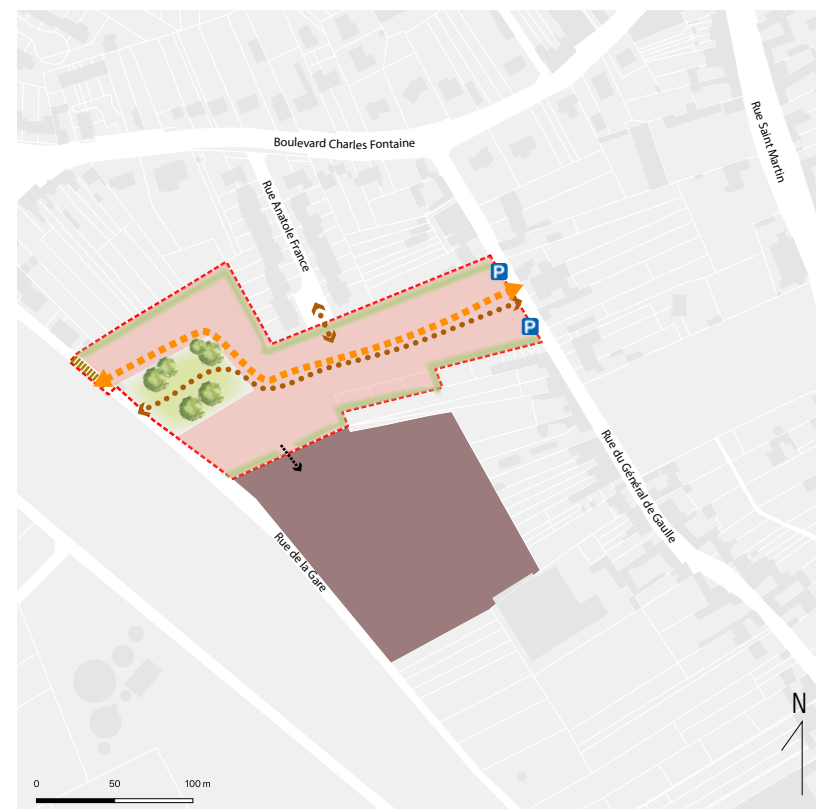 Rue Saint Martin
Boulevard Charles Fontaine
Rue Anatole France
P
P
Rue du Général de Gaulle
Rue de la Gare
N
0 50 100 m